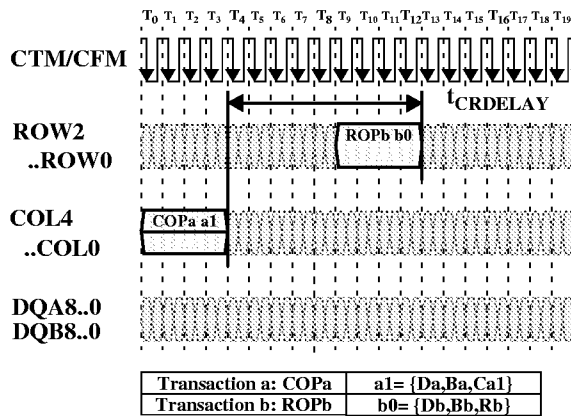 T0 T1 T2 T3 T4 T5 T6 T7 T8 T9 T10 T11 T12 T13 T14 T15 T16 T17 T18 T19
CTM/CFM
tCRDELAY
ROW2
..ROW0
ROPb b0
COL4
..COL0
COPa a1
DQA8..0
DQB8..0
Transaction a: COPa a1= {Da,Ba,Ca1}
Transaction b: ROPb b0= {Db,Bb,Rb}